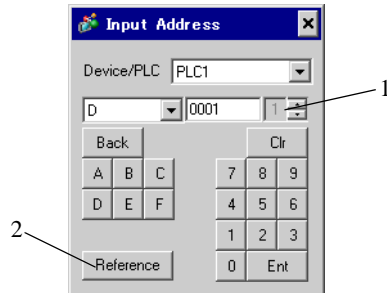 Input Address
Device/PLC PLC1
D 0001 1
1
Back Clr
A B C 7 8 9
D E F 4 5 6
1 2 3
2
Reference 0 Ent